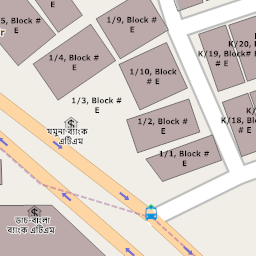 5, Block #
E
1/9, Block #
E
K/20,
K/19, Block #
# E
E
1/4, Block #
E
1/10, Block #
E
1/3, Block #
E
যমুনা ব্যাংক
এটিএম
1/2, Block #
E
K/18,
#
E
1/1, Block #
E
ডাচ-বাংলা
ব্যাংক এটিএম